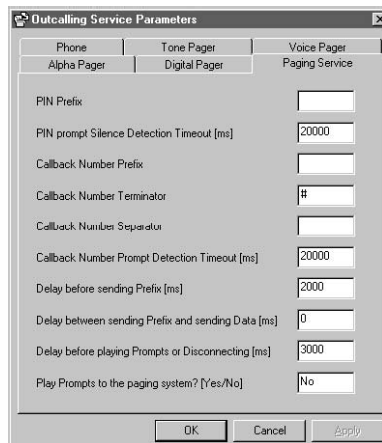 Outcalling Service Parameters
Phone Tone Pager Voice Pager
Alpha Pager Digital Pager Paging Service
PIN Prefix
PIN prompt Silence Detection Timeout [ms] 20000
Callback Number Prefix
Callback Number Terminator #
Callback Number Separator
Callback Number Prompt Detection Timeout [ms] 20000
Delay before sending Prefix [ms] 2000
Delay between sending Prefix and sending Data [ms] 0
Delay before playing Prompts or Disconnecting [ms] 3000
Play Prompts to the paging system? [Yes/No] No
OK Cancel Apply